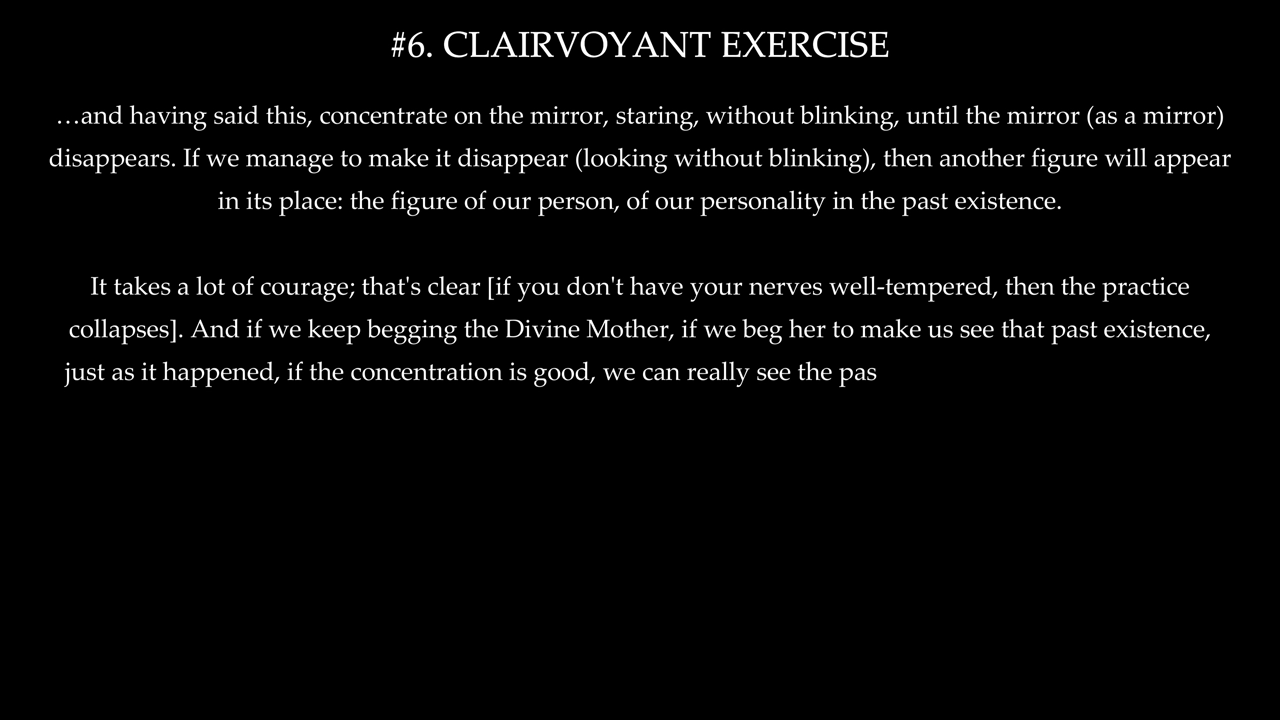 #6. CLAIRVOYANT EXERCISE
…and having said this, concentrate on the mirror, staring, without blinking, until the mirror (as a mirror)
disappears. If we manage to make it disappear (looking without blinking), then another figure will appear
in its place: the figure of our person, of our personality in the past existence.
It takes a lot of courage; that's clear [if you don't have your nerves well-tempered, then the practice
collapses]. And if we keep begging the Divine Mother, if we beg her to make us see that past existence,
just as it happened, if the concentration is good, we can really see the pas